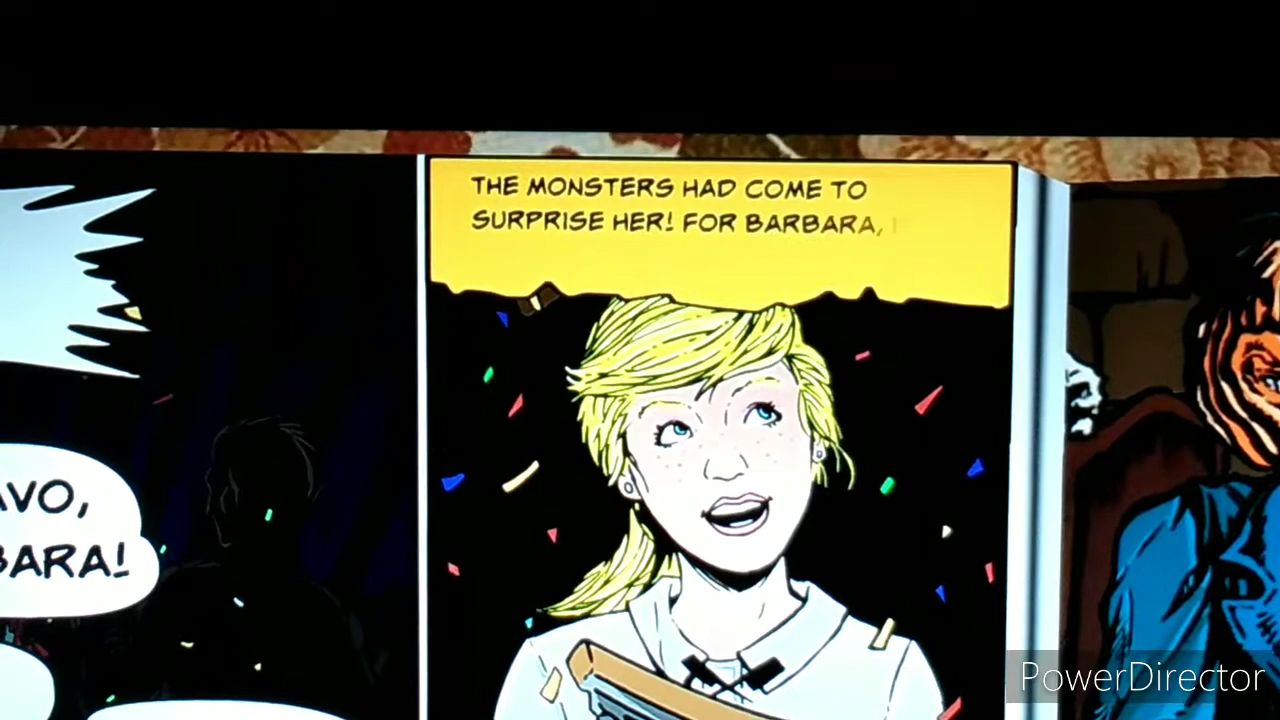 THE MONSTERS HAD COME TO
SURPRISE HER! FOR BARBARA,
AVO,
BARA!
PowerDirector